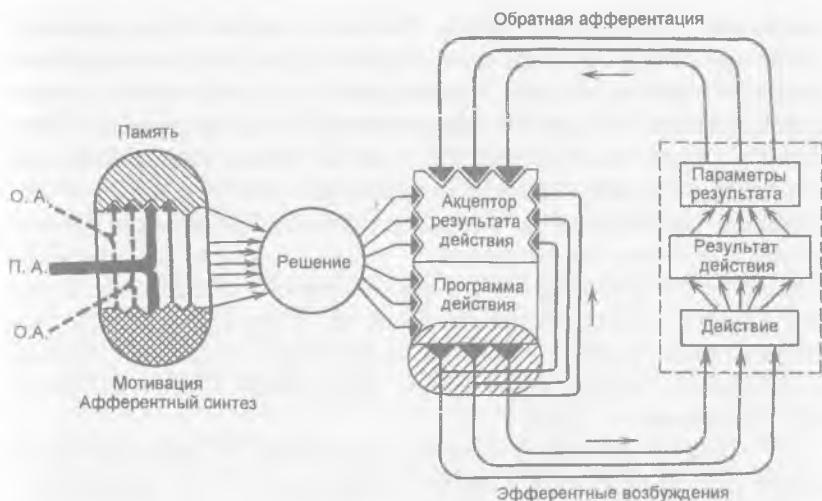 Обратная афферентация
Память
О. А.
П. А.
О.А.
Мотивация
Афферентный синтез
Решение
Акцептор
результата
действия
Программа
действия
Параметры
результата
Результат
действия
Действие
Эфферентные возбуждения